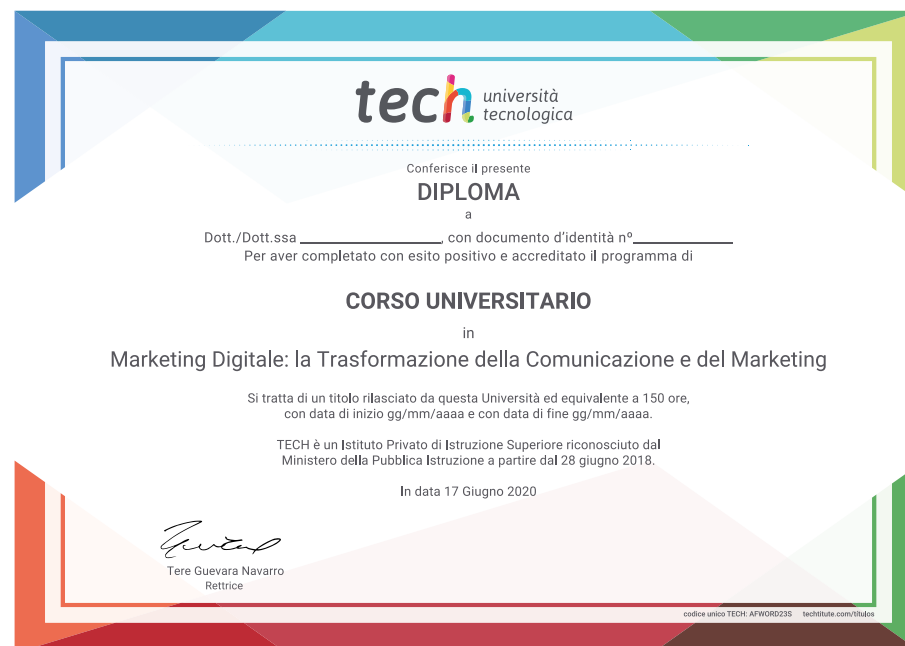 tech università
tecnologica
Conferisce il presente
DIPLOMA
a
Dott./Dott.ssa ____________________, con documento d'identità nº______________
Per aver completato con esito positivo e accreditato il programma di
CORSO UNIVERSITARIO
in
Marketing Digitale: la Trasformazione della Comunicazione e del Marketing
Si tratta di un titolo rilasciato da questa Università ed equivalente a 150 ore,
con data di inizio gg/mm/aaaa e con data di fine gg/mm/aaaa.
TECH è un Istituto Privato di Istruzione Superiore riconosciuto dal
Ministero della Pubblica Istruzione a partire dal 28 giugno 2018.
In data 17 Giugno 2020
Tere Guevara Navarro
Rettrice
codice unico TECH: AFWORD23S techtitute.com/titulos